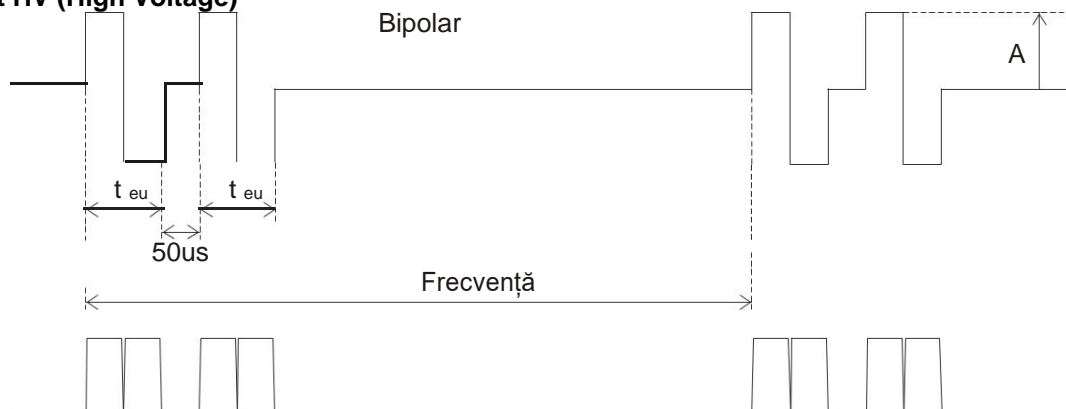 HV (High Voltage)
Bipolar
A
t eu
t eu
50us
Frecvență